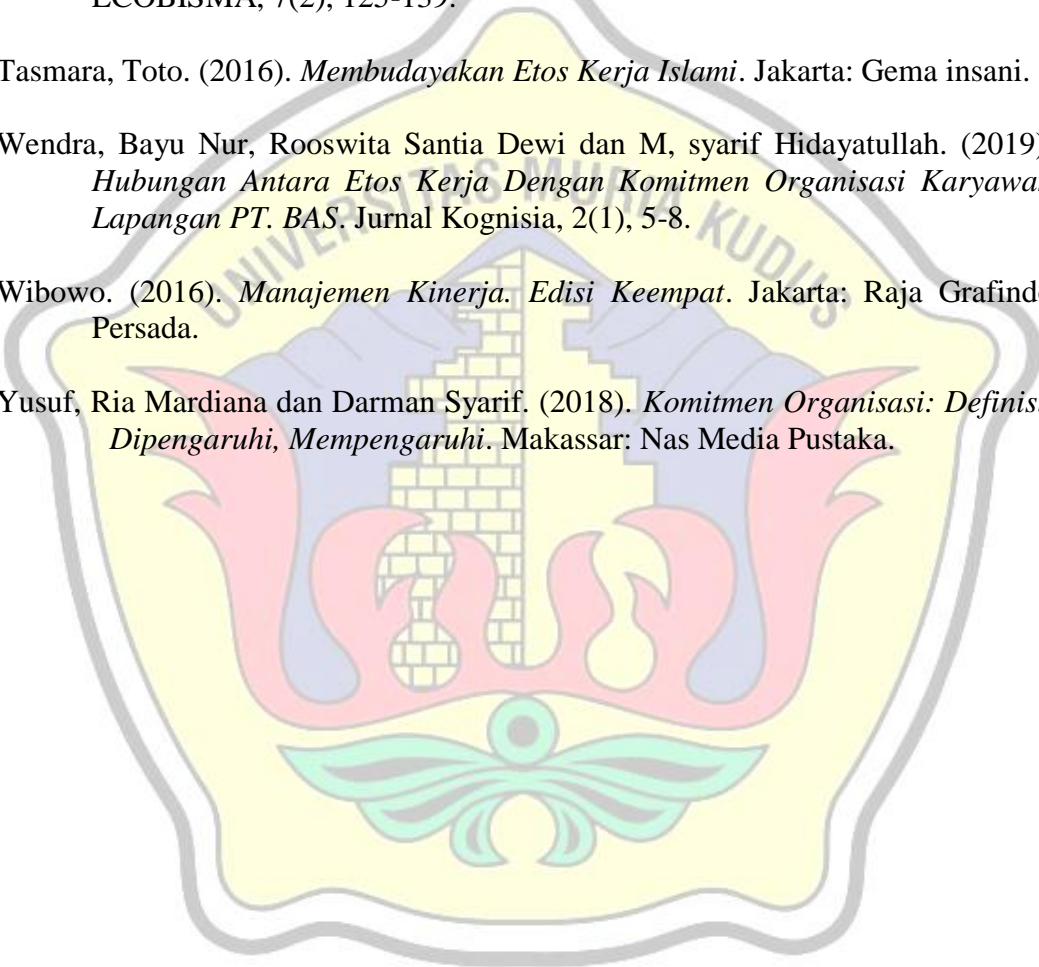 ECOBISMA, 7(2), 125-139.
Tasmara, Toto. (2016). Membudayakan Etos Kerja Islami. Jakarta: Gema insani.
Wendra, Bayu Nur, Rooswita Santia Dewi dan M, syarif Hidayatullah. (2019)
Hubungan Antara Etos Kerja Dengan Komitmen Organisasi
Lapangan PT. BAS. Jurnal Kognisia, 2(1), 5-8.
Wibowo. (2016). Manajemen Kinerja. Edisi Keempat. Jakarta: Raja
Persada.
Yusuf, Ria Mardiana dan Darman Syarif. (2018). Komitmen Organisasi:
Dipengaruhi, Mempengaruhi. Makassar: Nas Media Pustaka.
UNIVERSITAS MURIA KUDUS